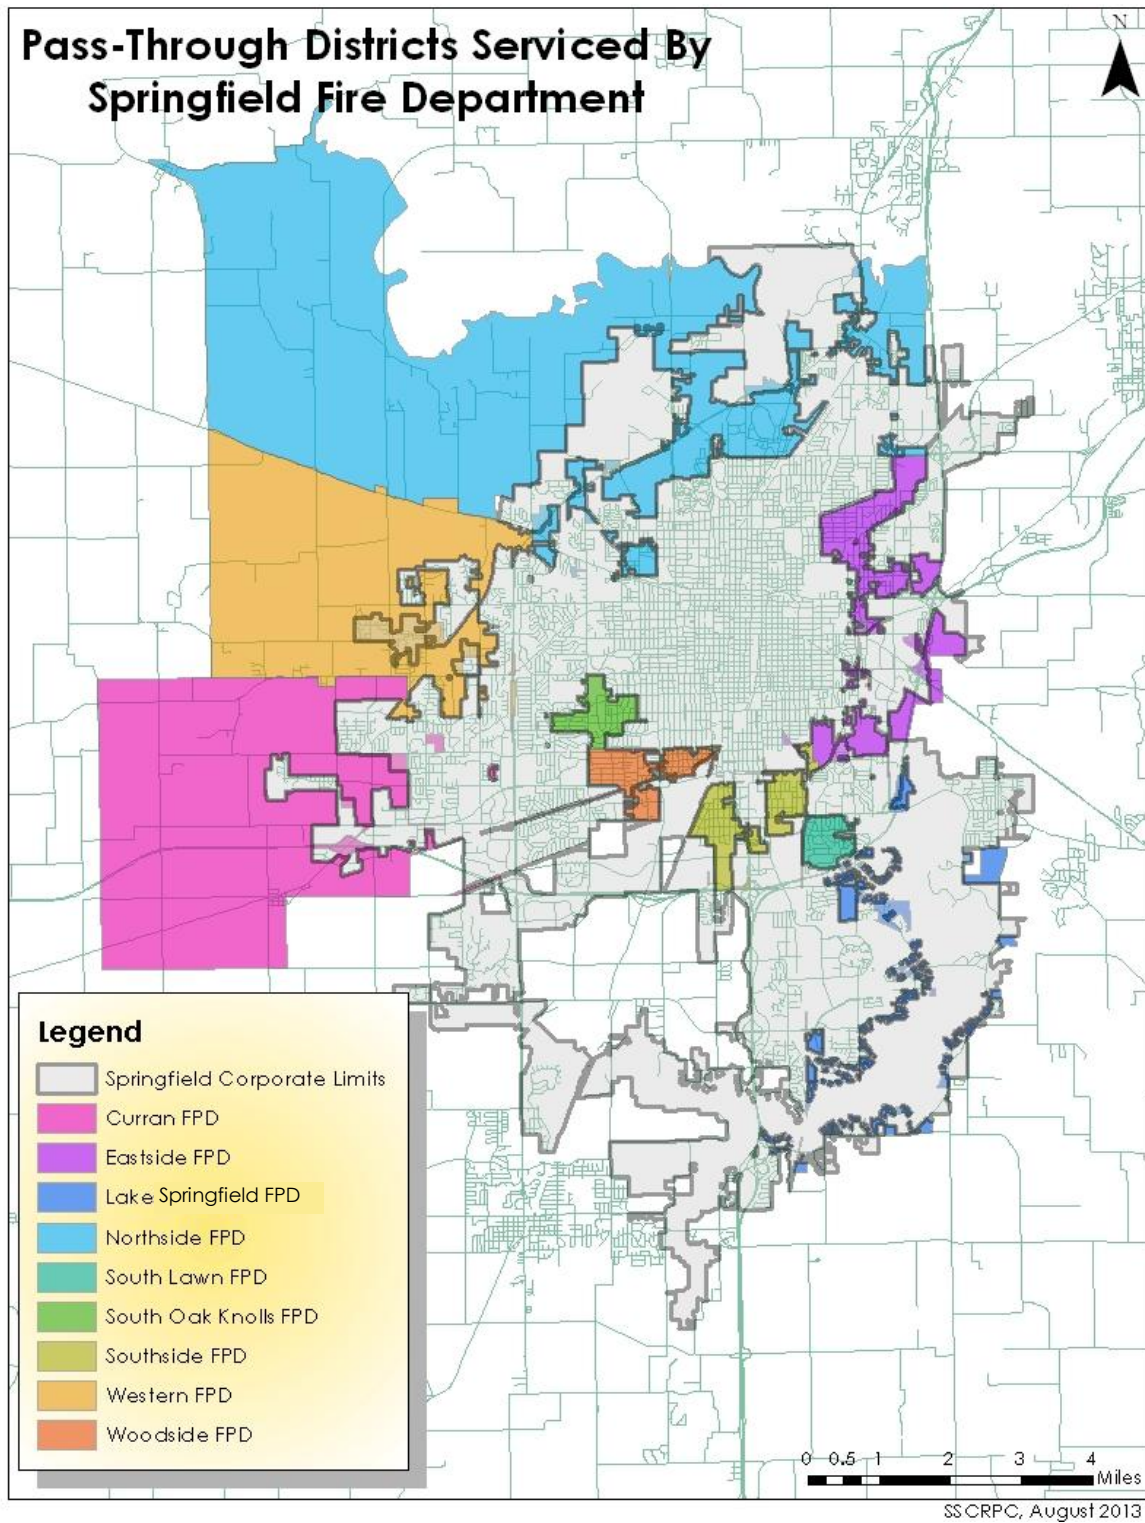 Pass-Through Districts Serviced By
Springfield Fire Department
N
Legend
Springfield Corporate Limits
Curran FPD
Eastside FPD
Lake Springfield FPD
Northside FPD
South Lawn FPD
South Oak Knolls FPD
Southside FPD
Western FPD
Woodside FPD
0 0.5 1 2 3 4
Miles
SSCRPC, August 2013